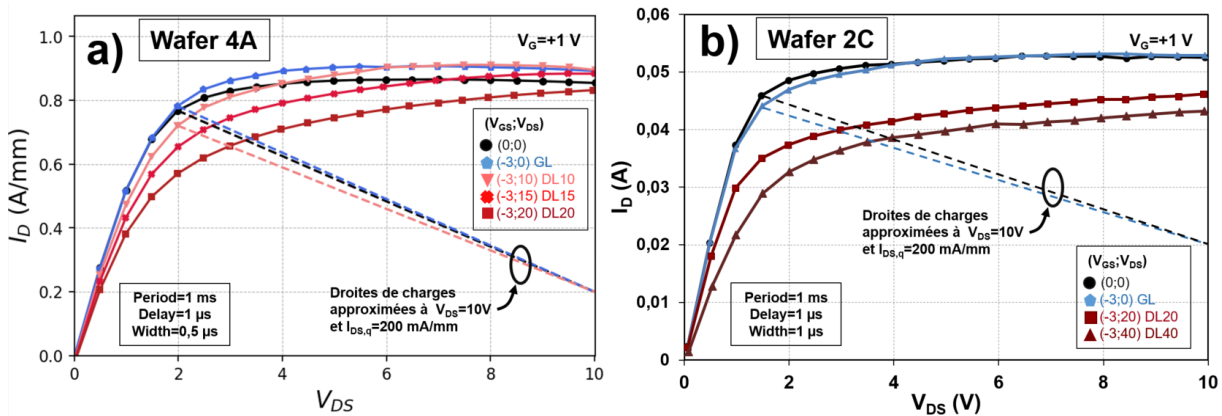 a)
Wafer 4A
V_G=+1 V
I_D (A/mm)
1.0
0.8
0.6
0.4
0.2
0.0
(V_GS;V_DS)
(0;0)
(-3;0) GL
(-3;10) DL10
(-3;15) DL15
(-3;20) DL20
Period=1 ms
Delay=1 µs
Width=0,5 µs
Droites de charges
approximées à V_DS=10V
et I_DS,q=200 mA/mm
0 2 4 6 8 10
V_DS
b)
Wafer 2C
V_G=+1 V
I_D (A)
0,06
0,05
0,04
0,03
0,02
0,01
0
Droites de charges
approximées à V_DS=10V
et I_DS,q=200 mA/mm
(V_GS;V_DS)
(0;0)
(-3;0) GL
(-3;20) DL20
(-3;40) DL40
Period=1 ms
Delay=1 µs
Width=1 µs
0 2 4 6 8 10
V_DS (V)